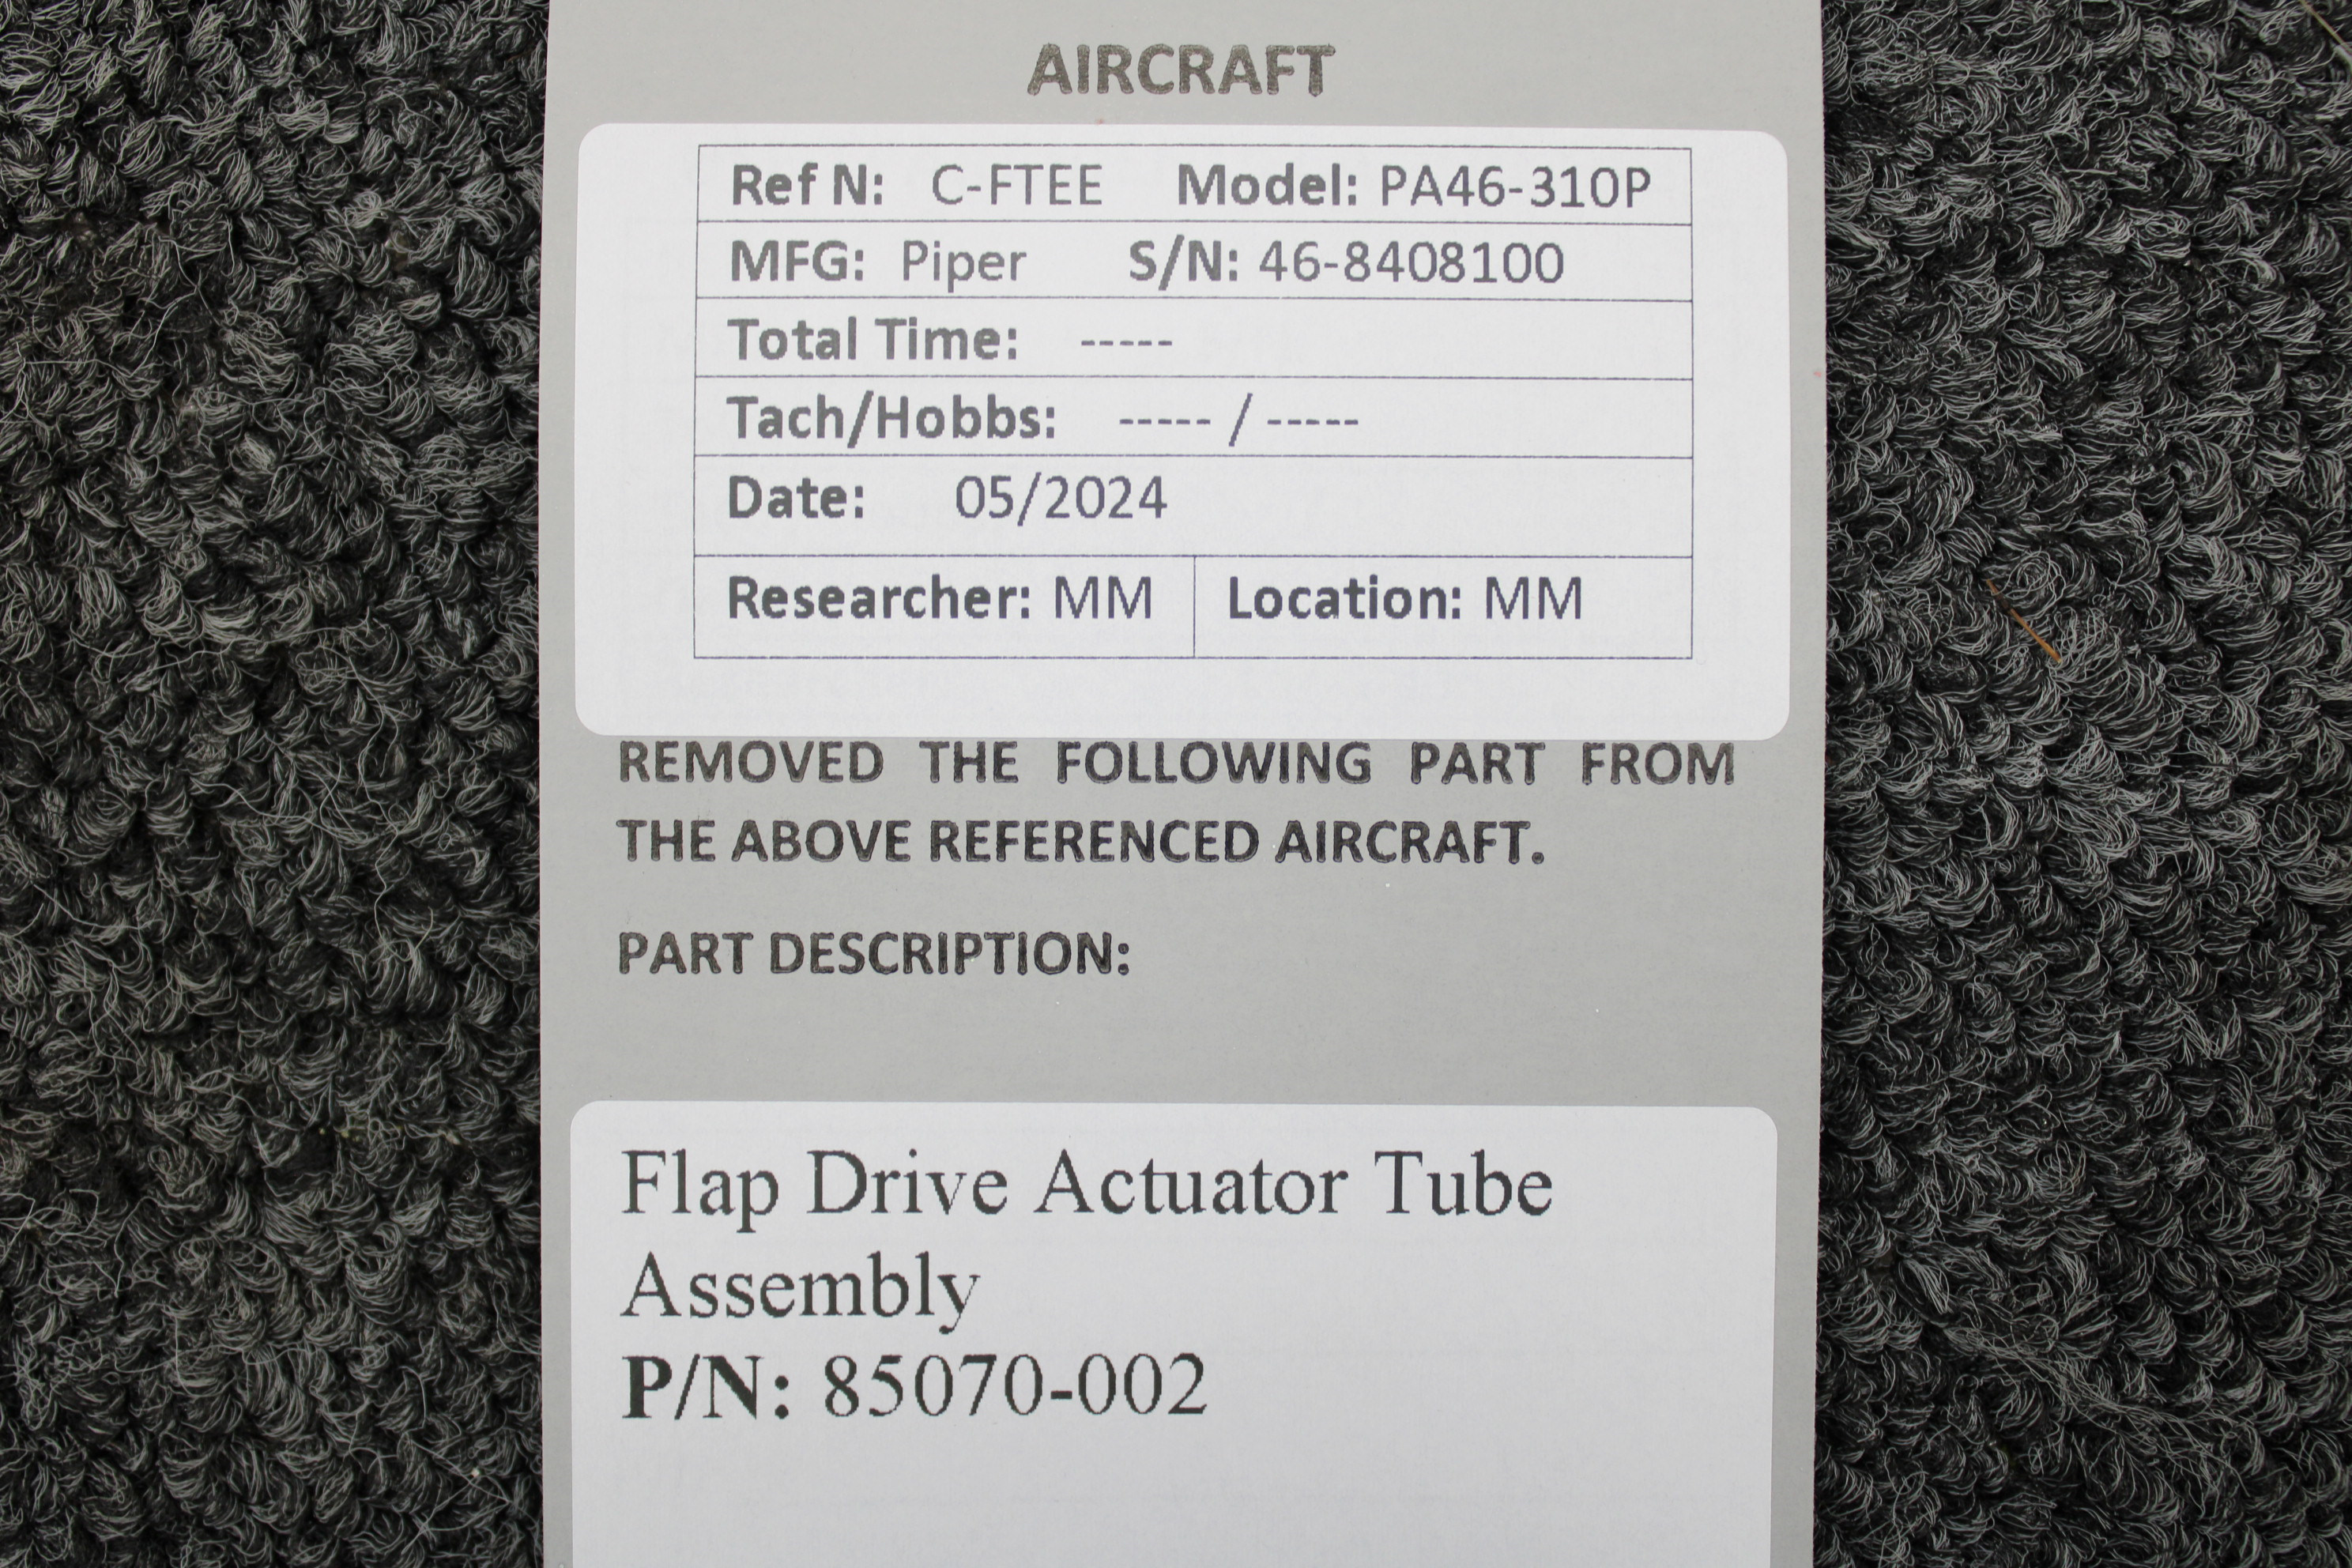 AIRCRAFT
Ref N: C-FTEE Model: PA46-310P
MFG: Piper S/N: 46-8408100
Total Time: -----
Tach/Hobbs: ----- / -----
Date: 05/2024
Researcher: MM Location: MM
REMOVED THE FOLLOWING PART FROM
THE ABOVE REFERENCED AIRCRAFT.
PART DESCRIPTION:
Flap Drive Actuator Tube
Assembly
P/N: 85070-002